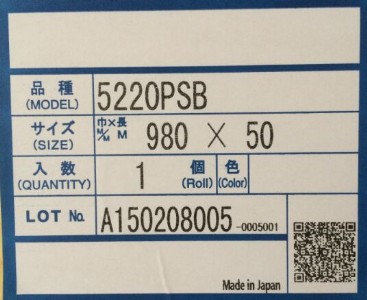 品種 (MODEL) 5220PSB
サイズ (SIZE) 巾×長 M/M M 980 × 50
入数 (QUANTITY) 1 個 (Roll) 色 (Color)
LOT No. A150208005-0005001
Made in Japan